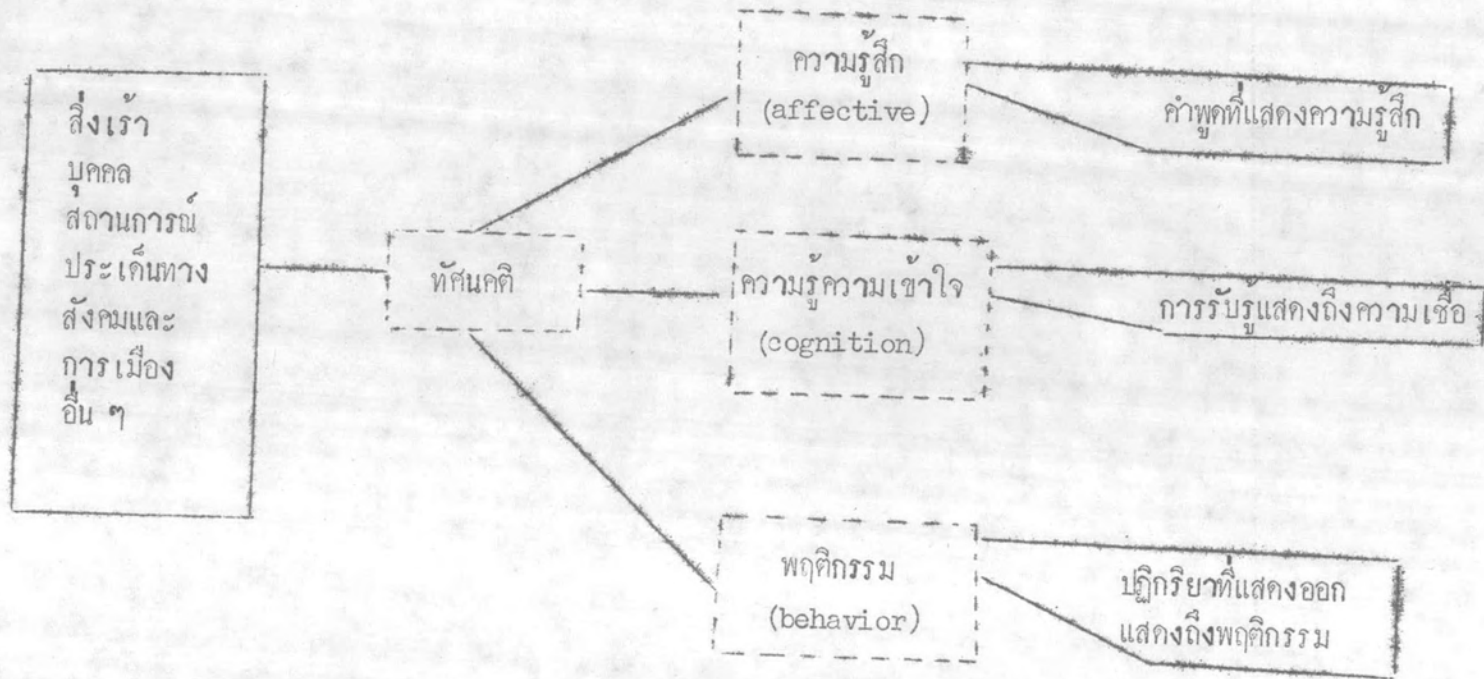 สิ่งเร้า
บุคคล
สถานการณ์
ประเด็นทาง
สังคมและ
การเมือง
อื่น ๆ
ทัศนคติ
ความรู้สึก
(affective)
คำพูดที่แสดงความรู้สึก
ความรู้ความเข้าใจ
(cognition)
การรับรู้แสดงถึงความเชื่อ
พฤติกรรม
(behavior)
ปฏิกริยาที่แสดงออก
แสดงถึงพฤติกรรม